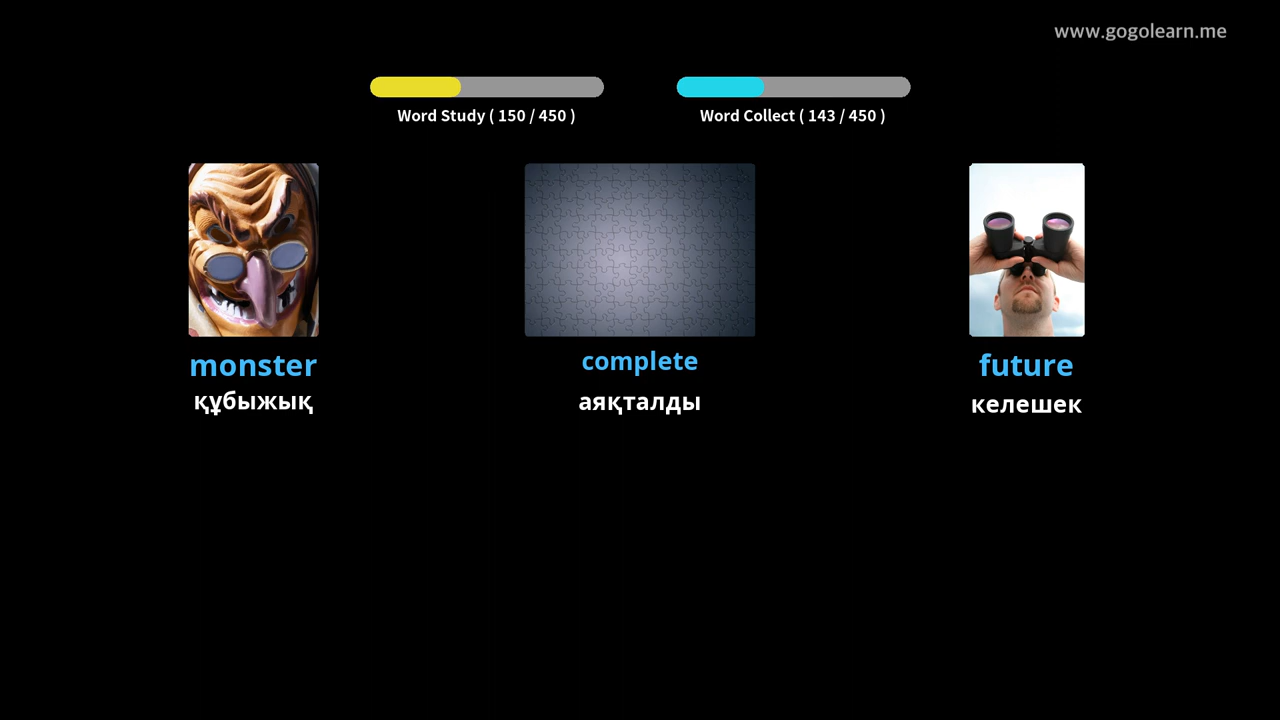 www.gogolearn.me
Word Study ( 150 / 450 )
Word Collect ( 143 / 450 )
monster
құбыжық
complete
аяқталды
future
келешек